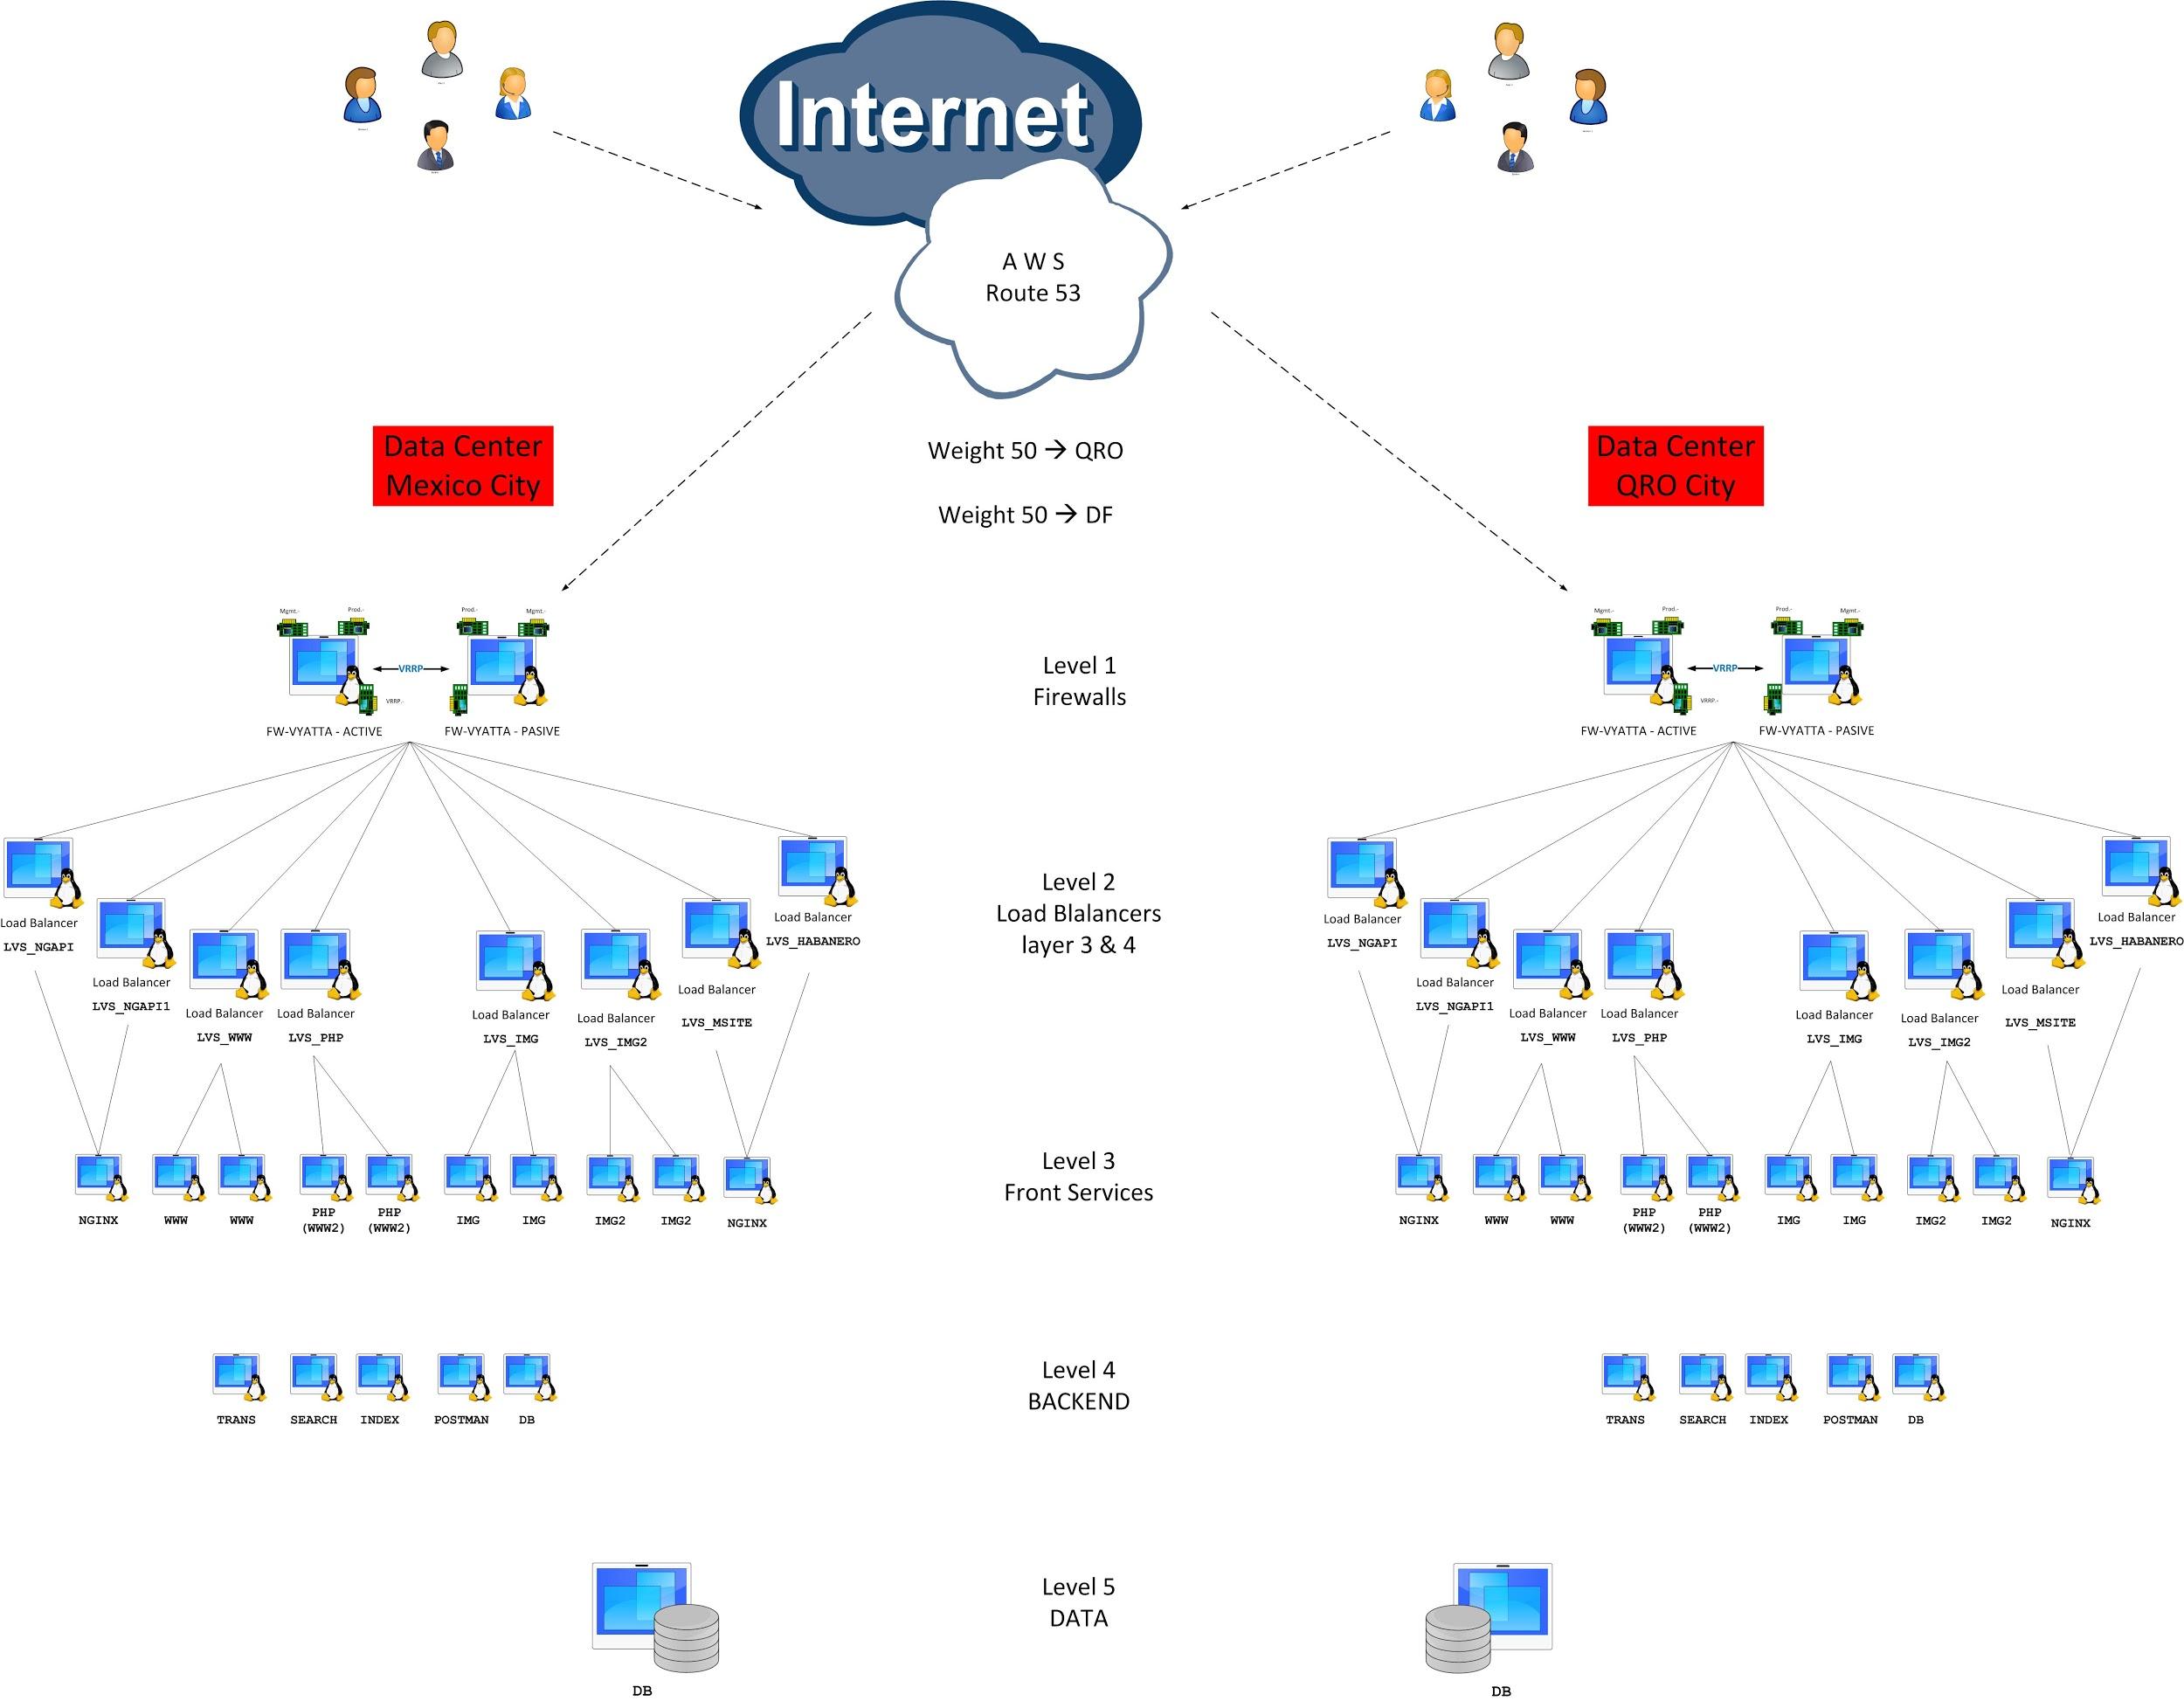 Internet
A W S
Route 53
Data Center
Mexico City
Weight 50 → QRO
Weight 50 → DF
Data Center
QRO City
Mgmt.-
Prod.-
Prod.-
Mgmt.-
VRRP
VRRP.-
FW-VYATTA - ACTIVE
FW-VYATTA - PASIVE
Level 1
Firewalls
Mgmt.-
Prod.-
Prod.-
Mgmt.-
VRRP
VRRP.-
FW-VYATTA - ACTIVE
FW-VYATTA - PASIVE
Load Balancer
LVS_NGAPI
Load Balancer
LVS_NGAPI1
Load Balancer
LVS_WWW
Load Balancer
LVS_PHP
Load Balancer
LVS_IMG
Load Balancer
LVS_IMG2
Load Balancer
LVS_MSITE
Load Balancer
LVS_HABANERO
Level 2
Load Blalancers
layer 3 & 4
Load Balancer
LVS_NGAPI
Load Balancer
LVS_NGAPI1
Load Balancer
LVS_WWW
Load Balancer
LVS_PHP
Load Balancer
LVS_IMG
Load Balancer
LVS_IMG2
Load Balancer
LVS_MSITE
Load Balancer
LVS_HABANERO
NGINX
WWW
WWW
PHP
(WWW2)
PHP
(WWW2)
IMG
IMG
IMG2
IMG2
NGINX
Level 3
Front Services
NGINX
WWW
WWW
PHP
(WWW2)
PHP
(WWW2)
IMG
IMG
IMG2
IMG2
NGINX
TRANS
SEARCH
INDEX
POSTMAN
DB
Level 4
BACKEND
TRANS
SEARCH
INDEX
POSTMAN
DB
Level 5
DATA
DB
DB